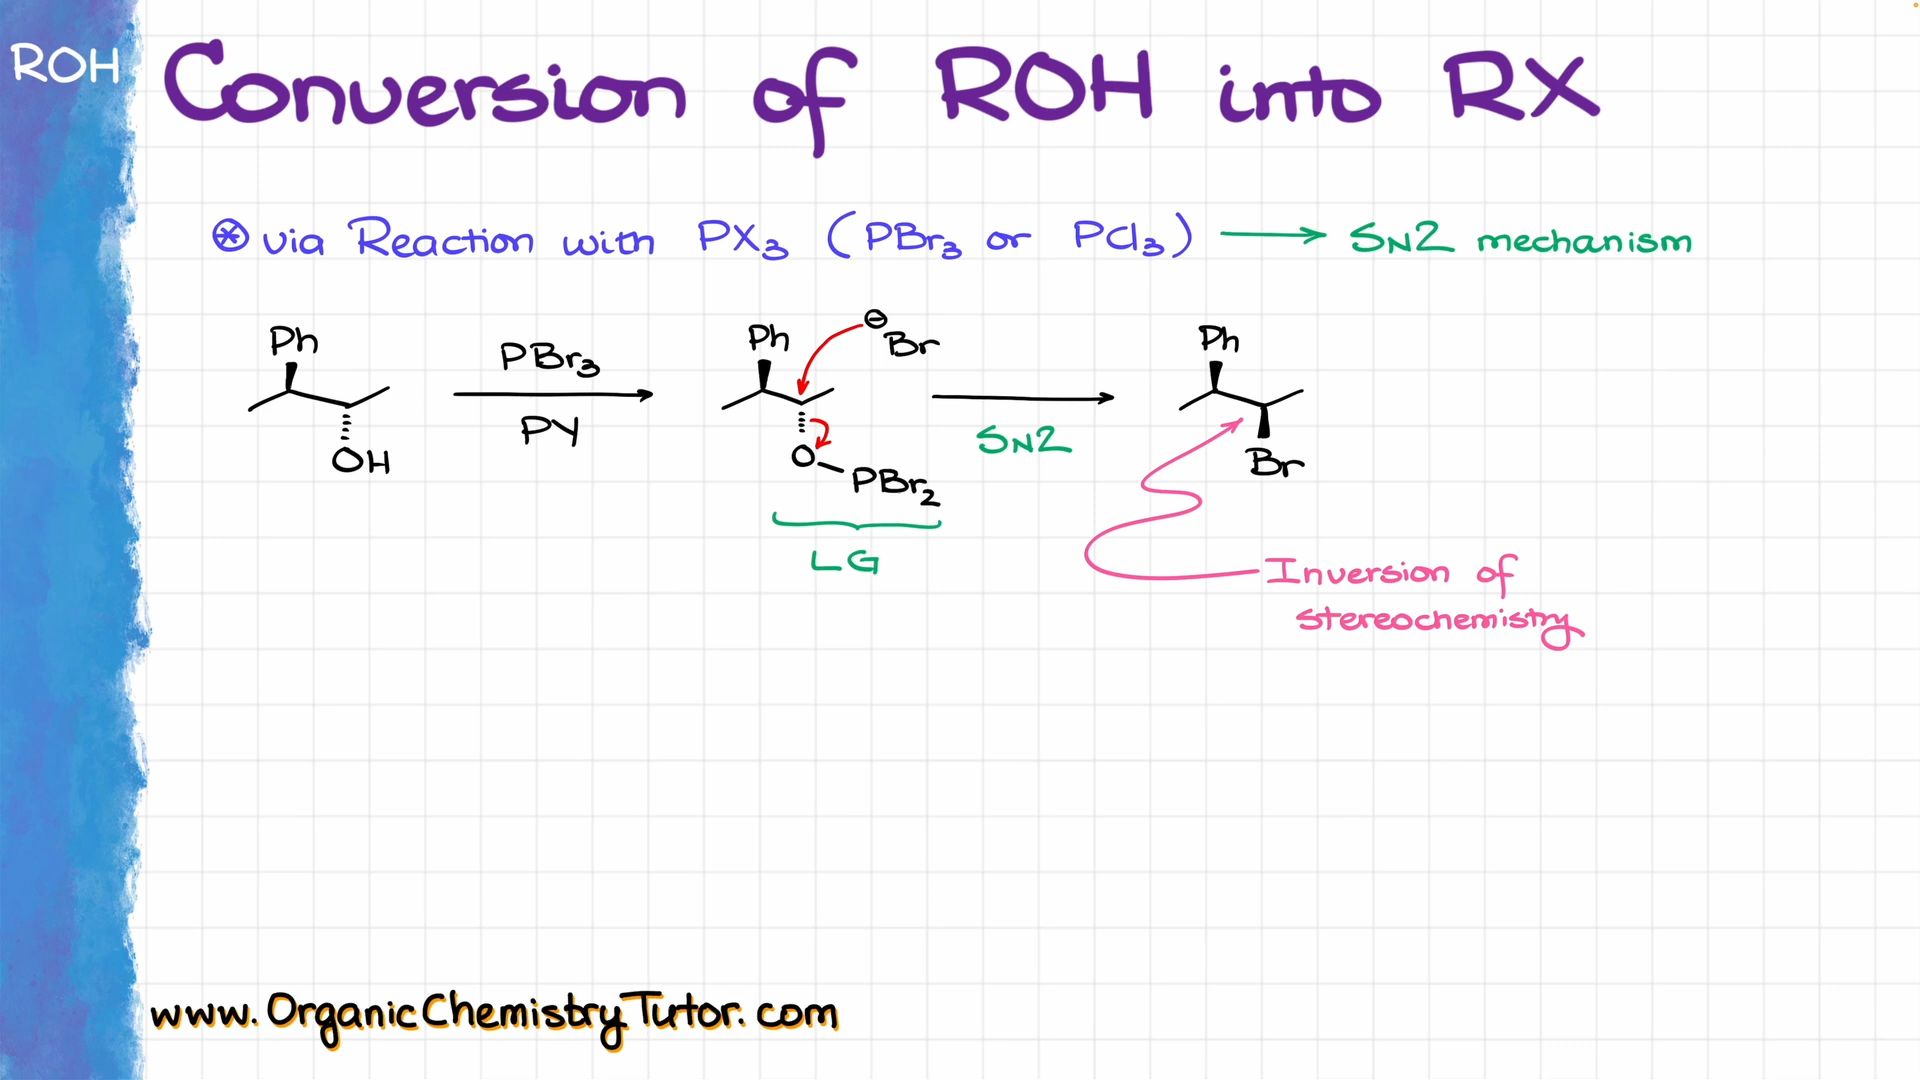 ROH
Conversion of ROH into RX
⊛ via Reaction with PX₃ (PBr₃ or PCl₃) → SN2 mechanism
Ph
OH
PBr₃
PY
Ph
⊖
Br
O
PBr₂
LG
SN2
Ph
Br
Inversion of
stereochemistry
www.OrganicChemistryTutor.com